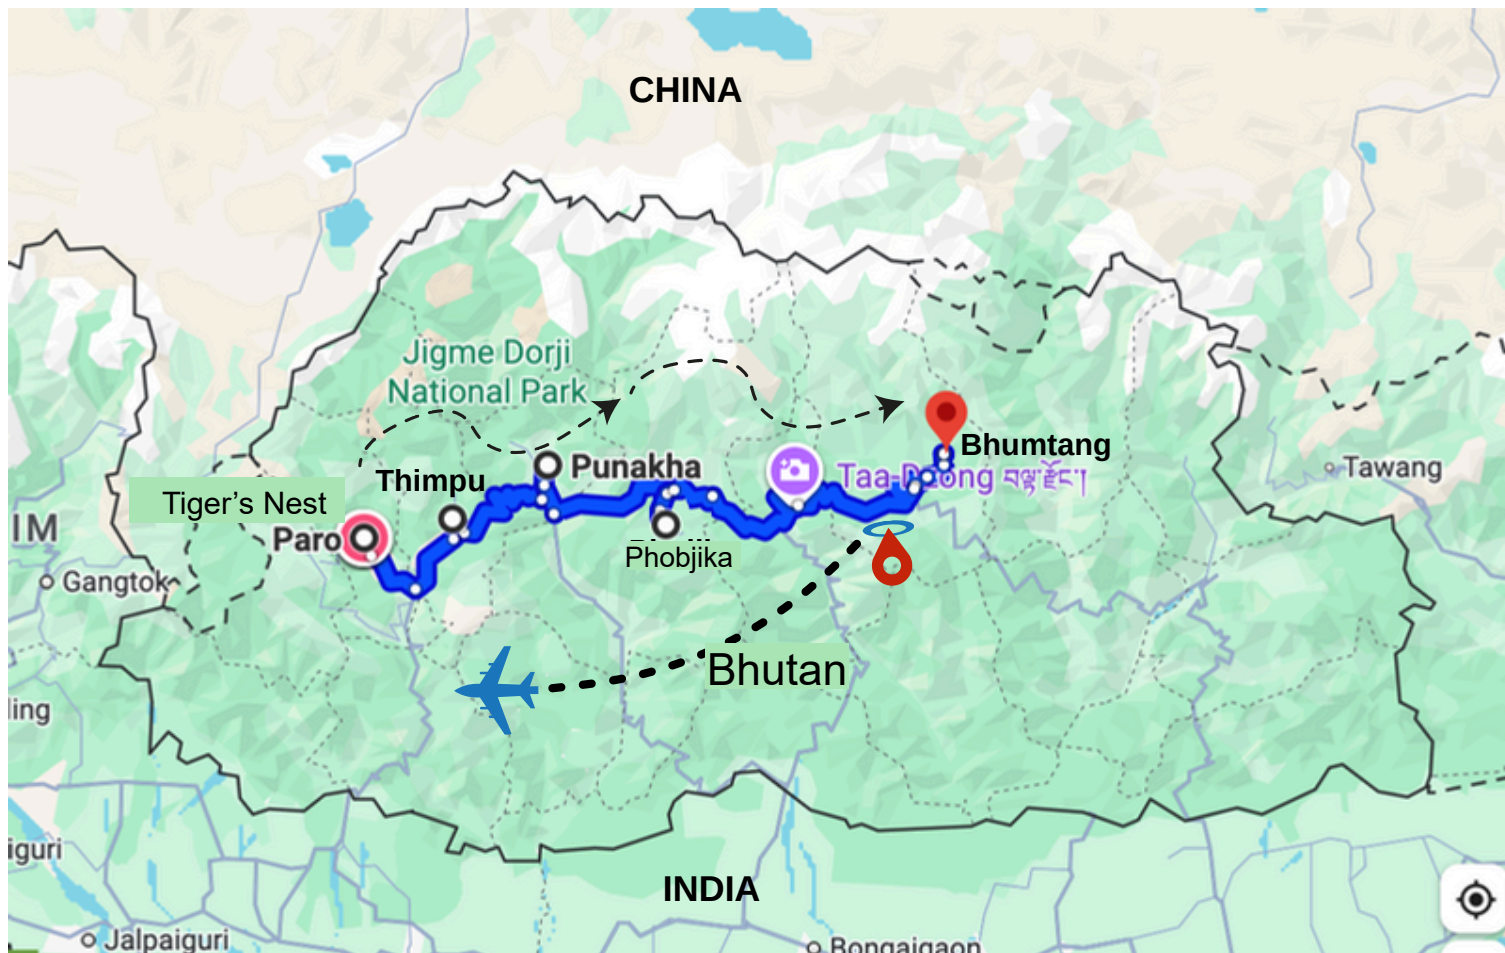 CHINA
Jigme Dorji
National Park
Bhumtang
Punakha
Thimpu
Tawang
Tiger's Nest
IM
Paro
Phobjika
Gangtok
Bhutan
ling
iguri
INDIA
Jalpaiguri
Bongaigaon